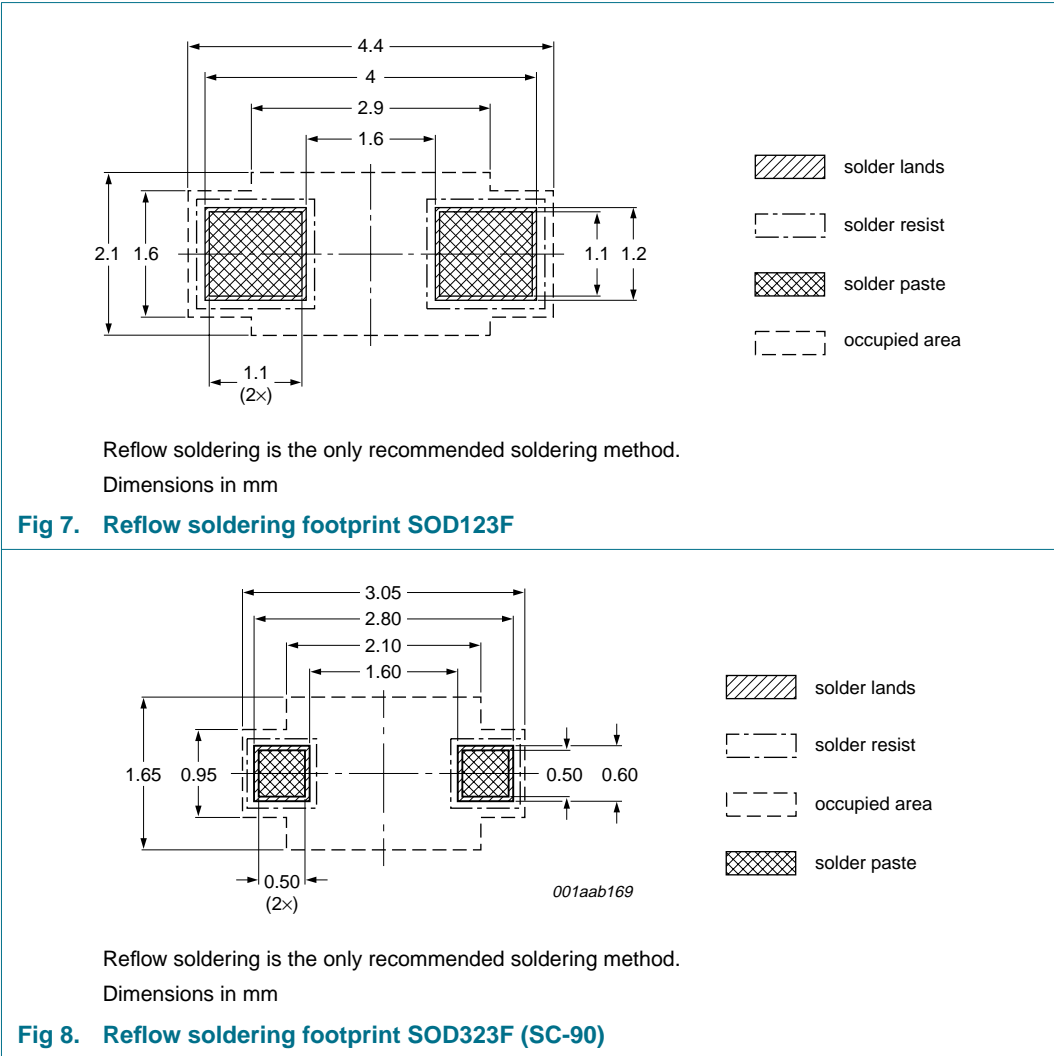 4.4
4
2.9
1.6
solder lands
solder resist
2.1 1.6 1.1 1.2
solder paste
occupied area
1.1
(2×)
Reflow soldering is the only recommended soldering method.
Dimensions in mm
Fig 7. Reflow soldering footprint SOD123F
3.05
2.80
2.10
1.60
solder lands
solder resist
1.65 0.95 0.50 0.60
occupied area
solder paste
0.50
(2×)
001aab169
Reflow soldering is the only recommended soldering method.
Dimensions in mm
Fig 8. Reflow soldering footprint SOD323F (SC-90)